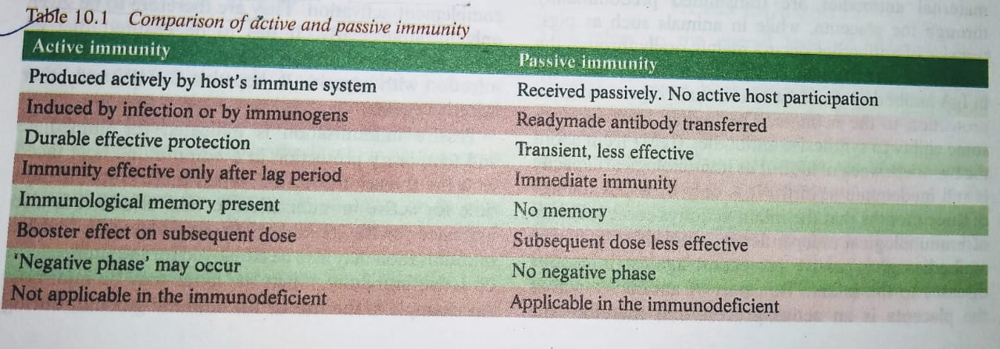 Table 10.1 Comparison of active and passive immunity
Active immunity Passive immunity
Produced actively by host's immune system Received passively. No active host participation
Induced by infection or by immunogens Readymade antibody transferred
Durable effective protection Transient, less effective
Immunity effective only after lag period Immediate immunity
Immunological memory present No memory
Booster effect on subsequent dose Subsequent dose less effective
'Negative phase' may occur No negative phase
Not applicable in the immunodeficient Applicable in the immunodeficient